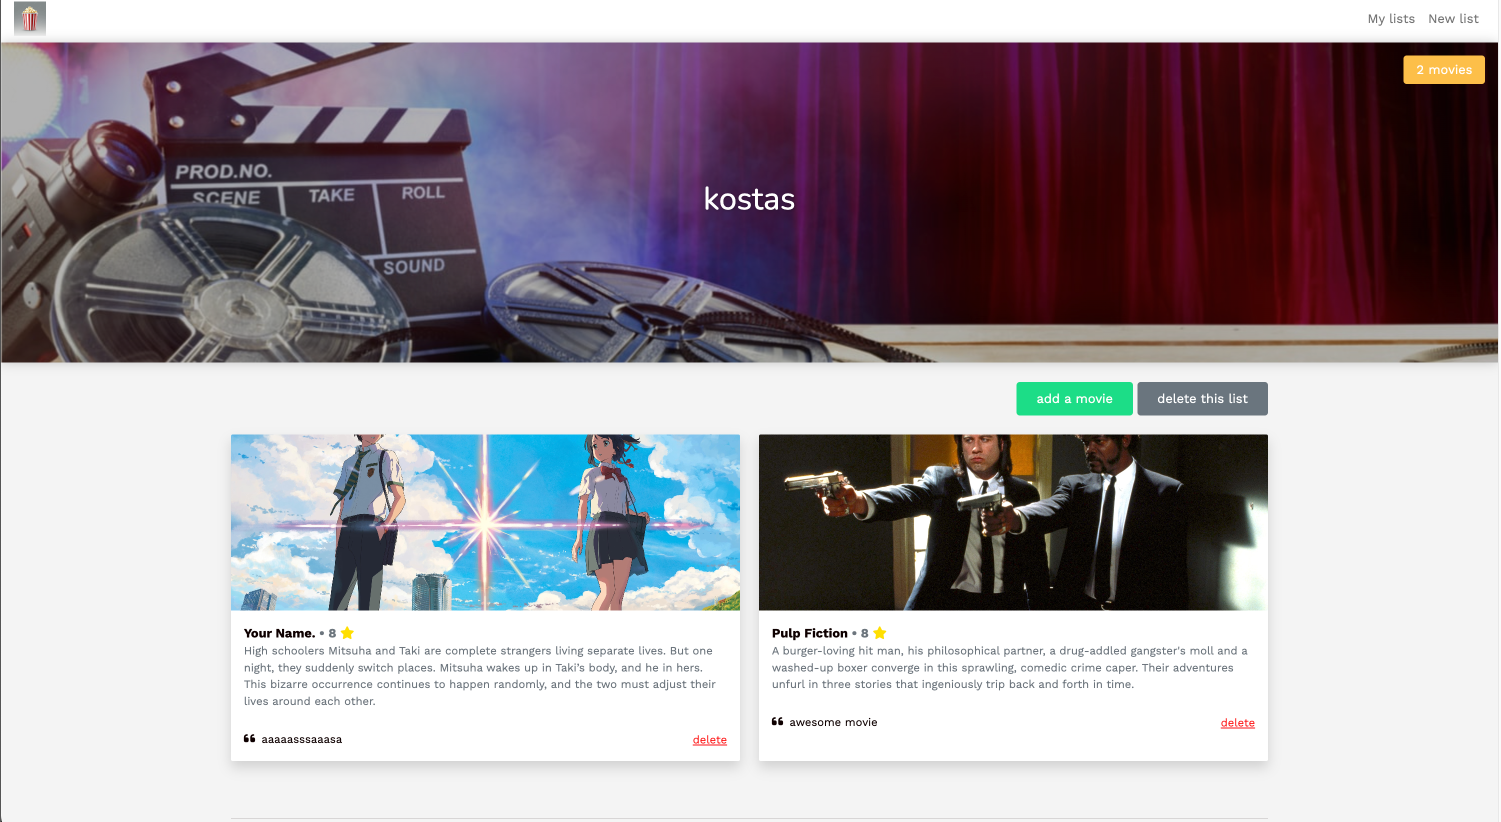 My lists New list
2 movies
PROD.NO.
SCENE TAKE ROLL
SOUND
kostas
add a movie delete this list
Your Name. • 8
High schoolers Mitsuha and Taki are complete strangers living separate lives. But one
night, they suddenly switch places. Mitsuha wakes up in Taki’s body, and he in hers.
This bizarre occurrence continues to happen randomly, and the two must adjust their
lives around each other.
aaaaasssaaasa delete
Pulp Fiction • 8
A burger-loving hit man, his philosophical partner, a drug-addled gangster's moll and a
washed-up boxer converge in this sprawling, comedic crime caper. Their adventures
unfurl in three stories that ingeniously trip back and forth in time.
awesome movie delete